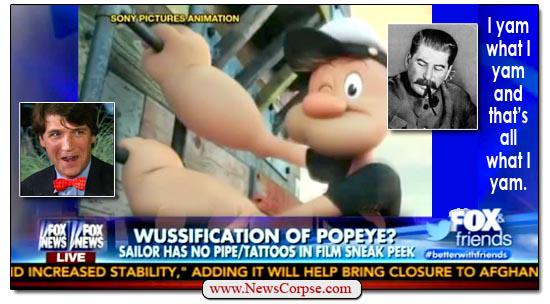 SONY PICTURES ANIMATION
I yam
what I
yam
and
that's
all
what I
yam.
FOX
NEWS
FOX
NEWS
LIVE
WUSSIFICATION OF POPEYE?
SAILOR HAS NO PIPE/TATTOOS IN FILM SNEAK PEEK
FOX&
friends
#betterwithfriends
D INCREASED STABILITY," ADDING IT WILL HELP BRING CLOSURE TO AFGHAN
www.NewsCorpse.com